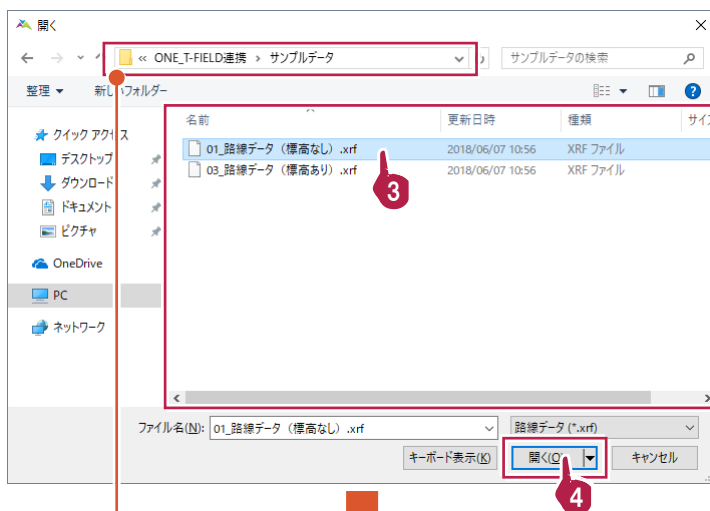 開く
« ONE_T-FIELD連携 › サンプルデータ
サンプルデータの検索
整理 新しいフォルダー
名前 更新日時 種類 サイ
クイック アクセス
01_路線データ（標高なし）.xrf 2018/06/07 10:56 XRF ファイル
デスクトップ
03_路線データ（標高あり）.xrf 2018/06/07 10:56 XRF ファイル
ダウンロード
3
ドキュメント
ピクチャ
OneDrive
PC
ネットワーク
ファイル名(N): 01_路線データ（標高なし）.xrf 路線データ (*.xrf)
キーボード表示(K) 開く(O) キャンセル
4